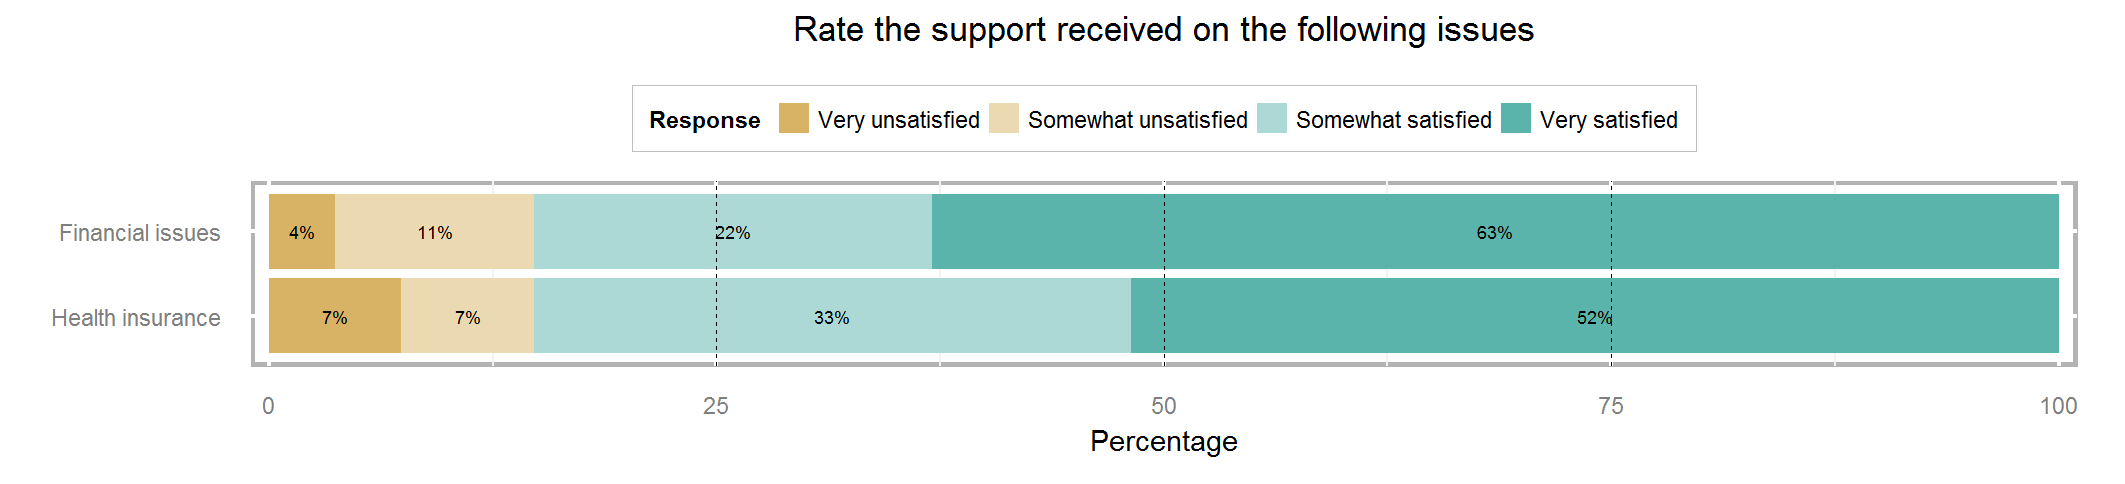 Rate the support received on the following issues
Response Very unsatisfied Somewhat unsatisfied Somewhat satisfied Very satisfied
Financial issues 4% 11% 22% 63%
Health insurance 7% 7% 33% 52%
0 25 50 75 100
Percentage